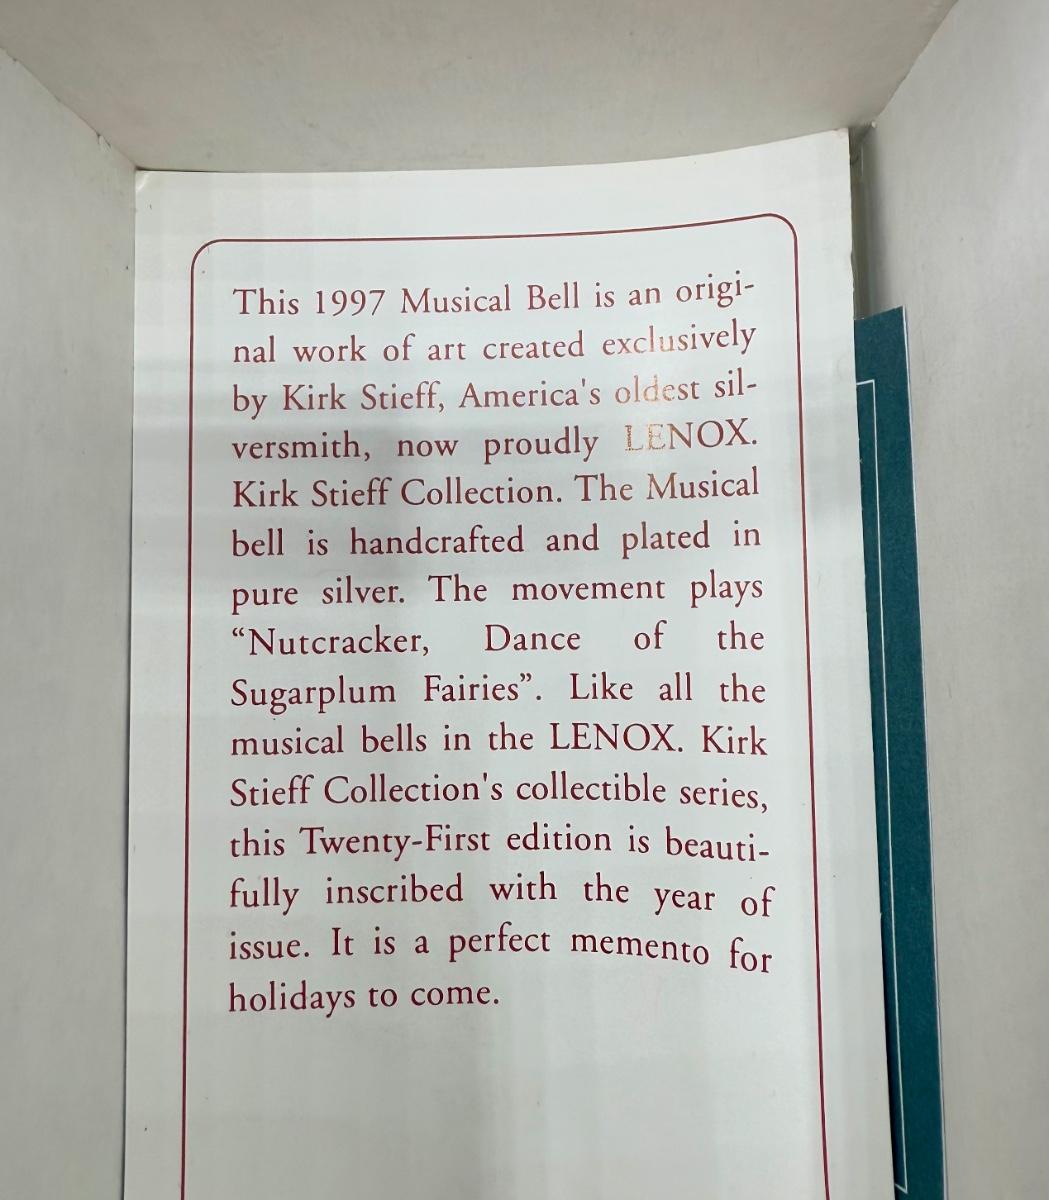 This 1997 Musical Bell is an origi-
nal work of art created exclusively
by Kirk Stieff, America's oldest sil-
versmith, now proudly LENOX.
Kirk Stieff Collection. The Musical
bell is handcrafted and plated in
pure silver. The movement plays
“Nutcracker, Dance of the
Sugarplum Fairies”. Like all the
musical bells in the LENOX. Kirk
Stieff Collection's collectible series,
this Twenty-First edition is beauti-
fully inscribed with the year of
issue. It is a perfect memento for
holidays to come.